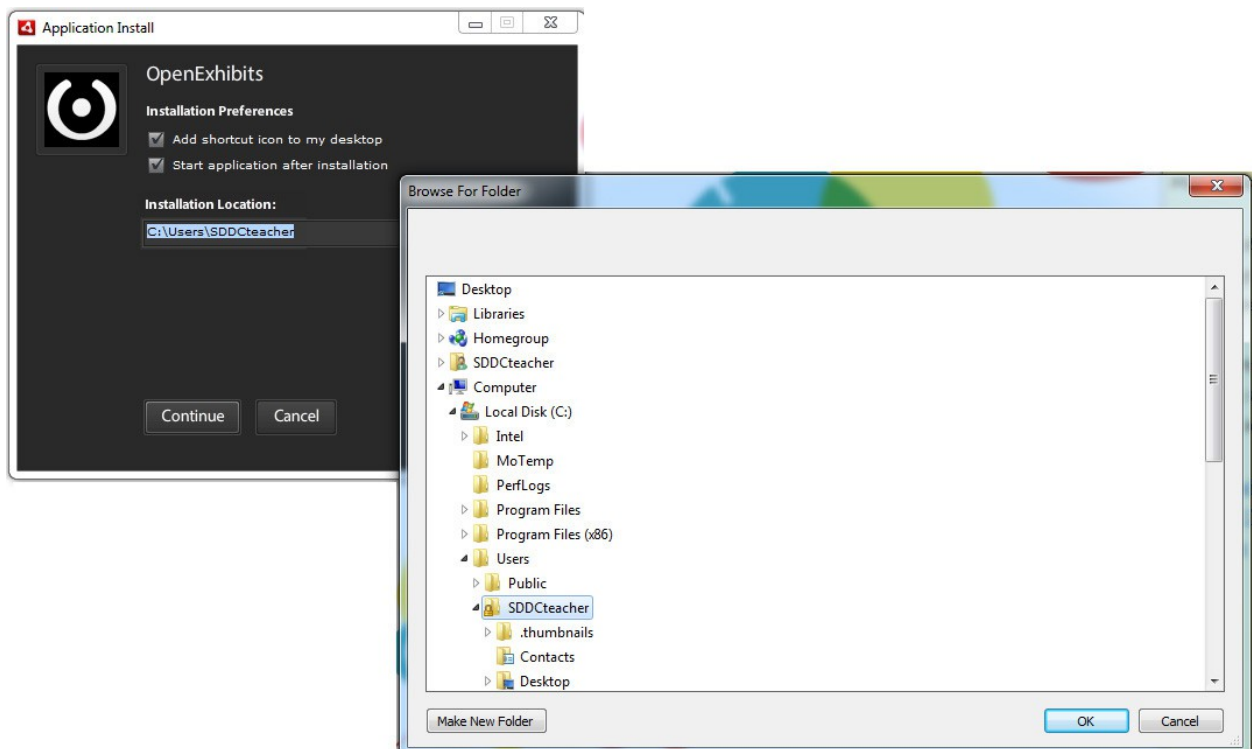 Application Install
OpenExhibits
Installation Preferences
Add shortcut icon to my desktop
Start application after installation
Installation Location:
C:\Users\SDDCteacher
Continue
Cancel
Browse For Folder
Desktop
Libraries
Homegroup
SDDCteacher
Computer
Local Disk (C:)
Intel
MoTemp
PerfLogs
Program Files
Program Files (x86)
Users
Public
SDDCteacher
.thumbnails
Contacts
Desktop
Make New Folder
OK
Cancel